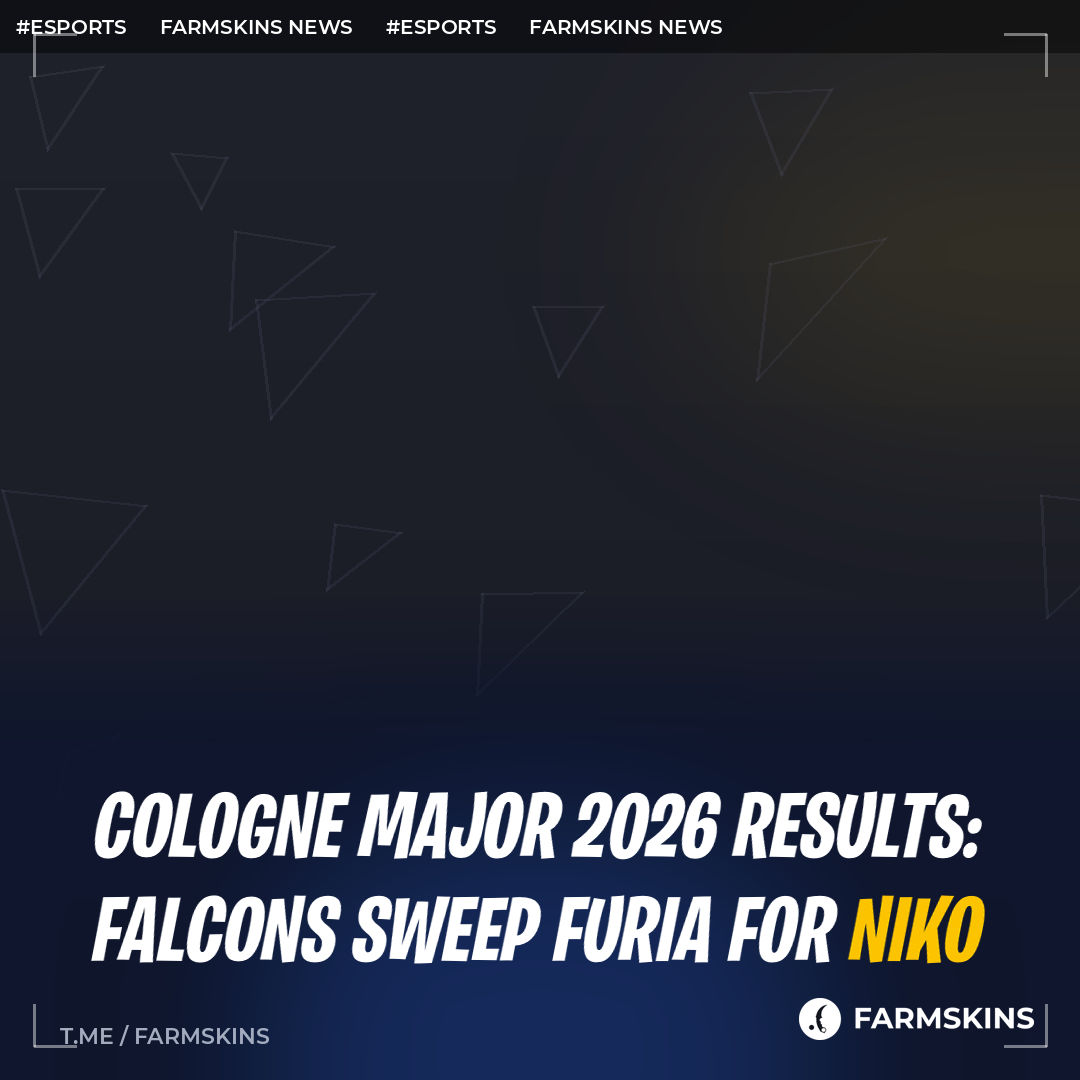 #ESPORTS FARMSKINS NEWS #ESPORTS FARMSKINS NEWS
COLOGNE MAJOR 2026 RESULTS:
FALCONS SWEEP FURIA FOR NIKO
T.ME / FARMSKINS
FARMSKINS